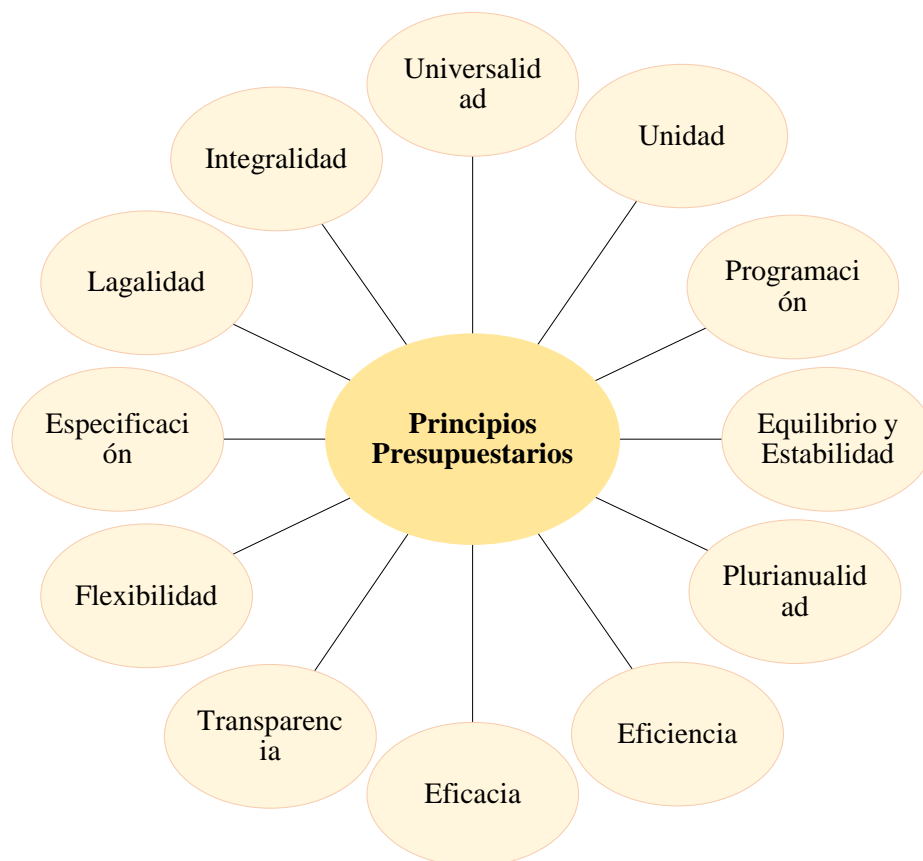 Universalid
ad
Unidad
Programaci
ón
Equilibrio y
Estabilidad
Plurianualid
ad
Eficiencia
Eficacia
Transparenc
ia
Flexibilidad
Especificaci
ón
Lagalidad
Integralidad
Principios
Presupuestarios